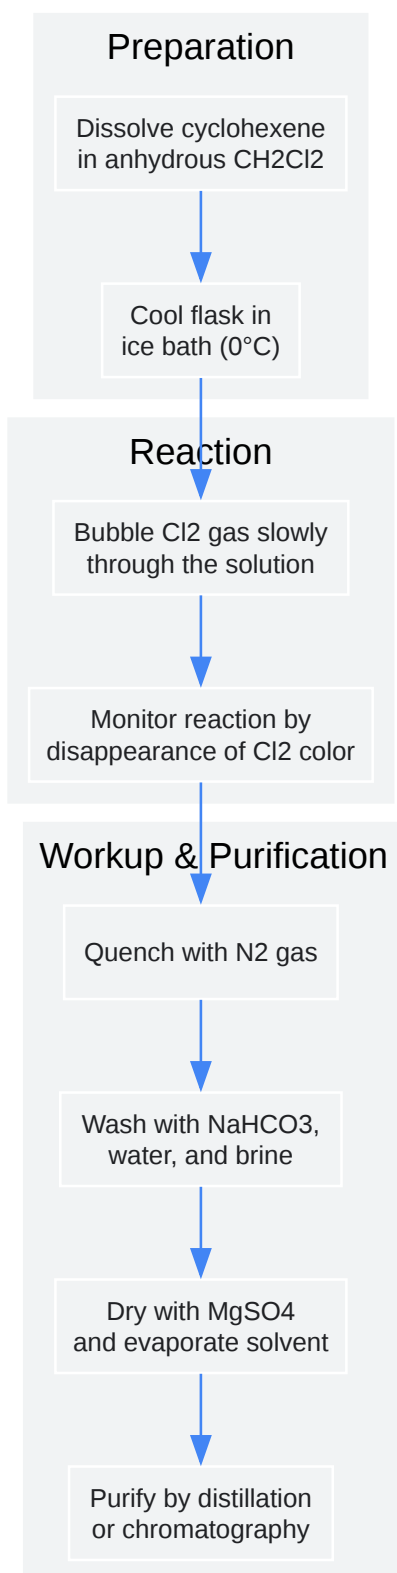 Preparation
Dissolve cyclohexene
in anhydrous CH2Cl2
Cool flask in
ice bath (0°C)
Reaction
Bubble Cl2 gas slowly
through the solution
Monitor reaction by
disappearance of Cl2 color
Workup & Purification
Quench with N2 gas
Wash with NaHCO3,
water, and brine
Dry with MgSO4
and evaporate solvent
Purify by distillation
or chromatography